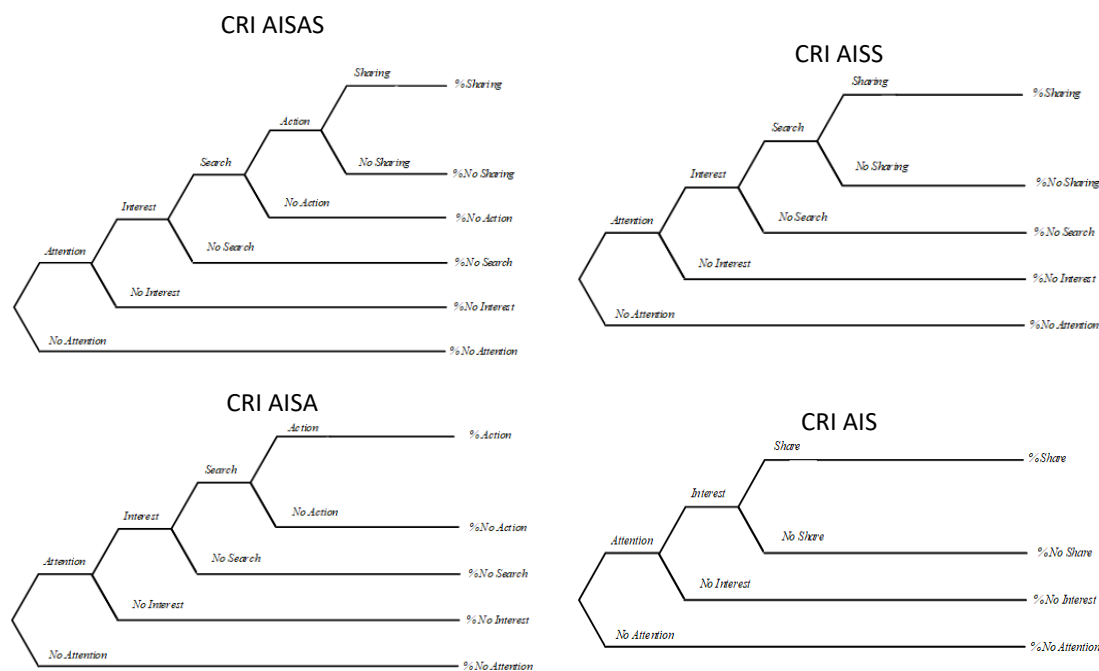 CRI AISAS
Sharing
%Sharing
Action
No Sharing
%No Sharing
Search
No Action
%No Action
Interest
No Search
%No Search
Attention
No Interest
%No Interest
No Attention
%No Attention
CRI AISS
Sharing
%Sharing
Search
No Sharing
%No Sharing
Interest
No Search
%No Search
Attention
No Interest
%No Interest
No Attention
%No Attention
CRI AISA
Action
%Action
Search
No Action
%No Action
Interest
No Search
%No Search
Attention
No Interest
%No Interest
No Attention
%No Attention
CRI AIS
Share
%Share
Interest
No Share
%No Share
Attention
No Interest
%No Interest
No Attention
%No Attention